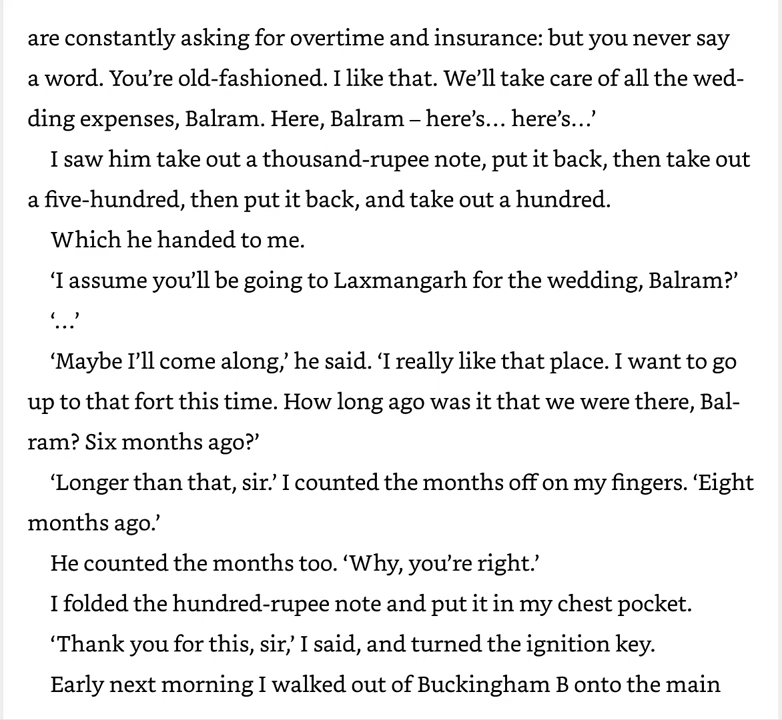 are constantly asking for overtime and insurance: but you never say
a word. You’re old-fashioned. I like that. We’ll take care of all the wed-
ding expenses, Balram. Here, Balram – here’s… here’s…’
I saw him take out a thousand-rupee note, put it back, then take out
a five-hundred, then put it back, and take out a hundred.
Which he handed to me.
‘I assume you’ll be going to Laxmangarh for the wedding, Balram?’
‘…’
‘Maybe I’ll come along,’ he said. ‘I really like that place. I want to go
up to that fort this time. How long ago was it that we were there, Bal-
ram? Six months ago?’
‘Longer than that, sir.’ I counted the months off on my fingers. ‘Eight
months ago.’
He counted the months too. ‘Why, you’re right.’
I folded the hundred-rupee note and put it in my chest pocket.
‘Thank you for this, sir,’ I said, and turned the ignition key.
Early next morning I walked out of Buckingham B onto the main